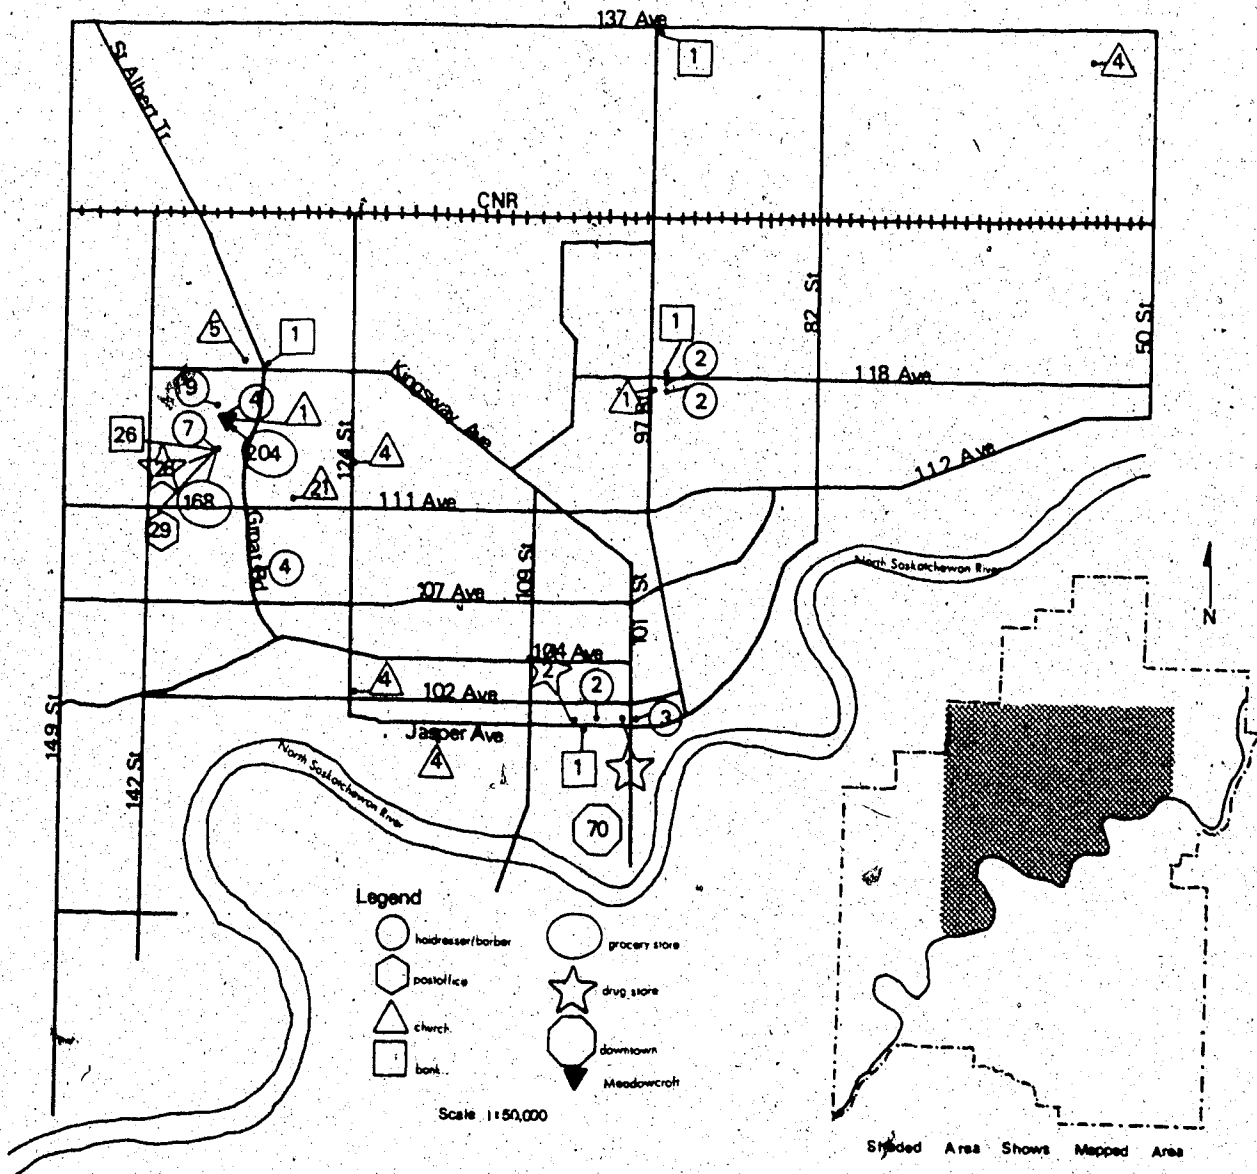 137 Ave
1
4
St Albert Tr.
CNR
82 St
50 St
5
1
1
2
118 Ave
9
4
1
Kingsway Ave
1
2
97 St
26
7
204
124 St
4
112 Ave
28
168
21
111 Ave
29
Groat Rd
4
109 St
North Saskatchewan River
107 Ave
101 St
N
104 Ave
2
2
4
102 Ave
3
149 St
Jasper Ave
142 St
4
1
North Saskatchewan River
70
Legend
haidresser/barber
grocery store
postoffice
drug store
church
downtown
bank
Meadowcroft
Scale 1:50,000
Shaded Area Shows Mapped Area